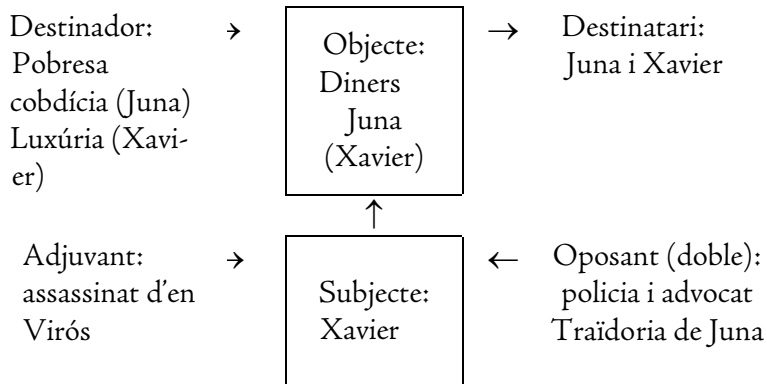 Destinador:
Pobresa
cobdícia (Juna)
Luxúria (Xavi-
er)
Objecte:
Diners
Juna
(Xavier)
Destinatari:
Juna i Xavier
Adjuvant:
assassinat d'en
Virós
Subjecte:
Xavier
Oposant (doble):
policia i advocat
Traïdoria de Juna